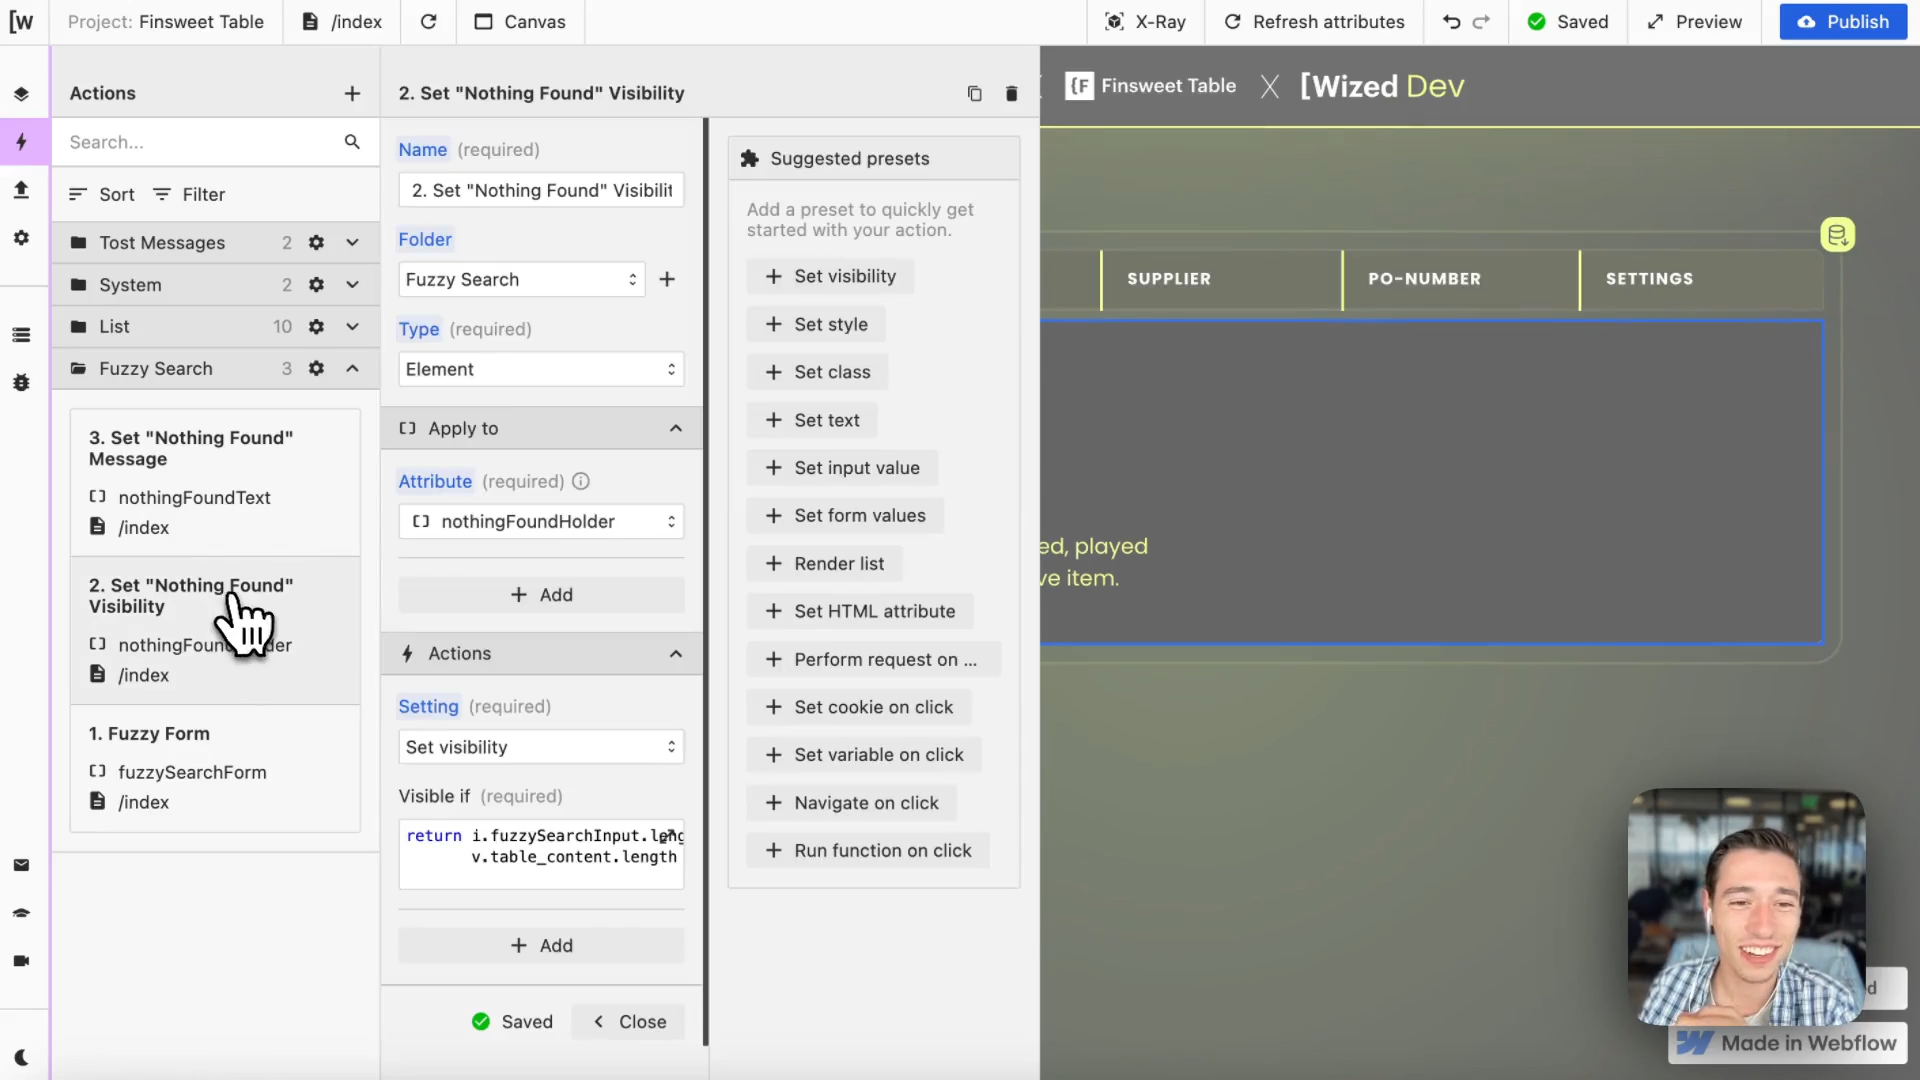 [W
Project: Finsweet Table
/index
Canvas
X-Ray
Refresh attributes
Saved
Preview
Publish
Actions
Search...
Sort
Filter
Tost Messages 2
System 2
List 10
Fuzzy Search 3
3. Set "Nothing Found"
Message
nothingFoundText
/index
2. Set "Nothing Found"
Visibility
/index
1. Fuzzy Form
fuzzySearchForm
/index
2. Set "Nothing Found" Visibility
Name (required)
2. Set "Nothing Found" Visibilit
Folder
Fuzzy Search
Type (required)
Element
Apply to
Attribute (required)
nothingFoundHolder
Add
Actions
Setting (required)
Set visibility
Visible if (required)
return i.fuzzySearchInput.leng
v.table_content.length
Add
Saved
Close
Suggested presets
Add a preset to quickly get
started with your action.
Set visibility
Set style
Set class
Set text
Set input value
Set form values
Render list
Set HTML attribute
Perform request on ...
Set cookie on click
Set variable on click
Navigate on click
Run function on click
{F Finsweet Table X [Wized Dev
SUPPLIER
PO-NUMBER
SETTINGS
ed, played
ve item.
Made in Webflow